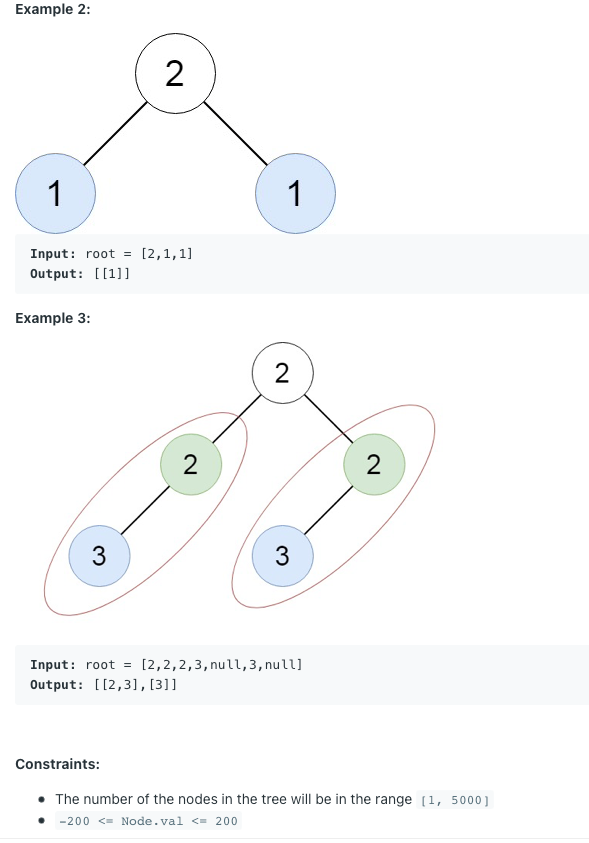 Example 2:
2
1 1
Input: root = [2,1,1]
Output: [[1]]
Example 3:
2
2 2
3 3
Input: root = [2,2,2,3,null,3,null]
Output: [[2,3],[3]]
Constraints:
• The number of the nodes in the tree will be in the range [1, 5000]
• -200 <= Node.val <= 200